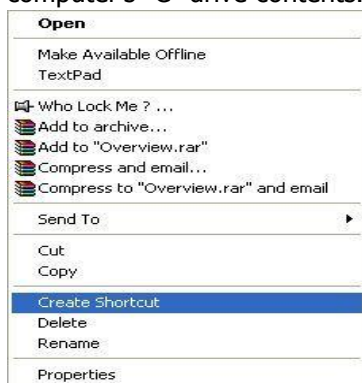 computer's "C" drive contents.
Open
Make Available Offline
TextPad
Who Lock Me ? ...
Add to archive...
Add to "Overview.rar"
Compress and email...
Compress to "Overview.rar" and email
Send To
Cut
Copy
Create Shortcut
Delete
Rename
Properties